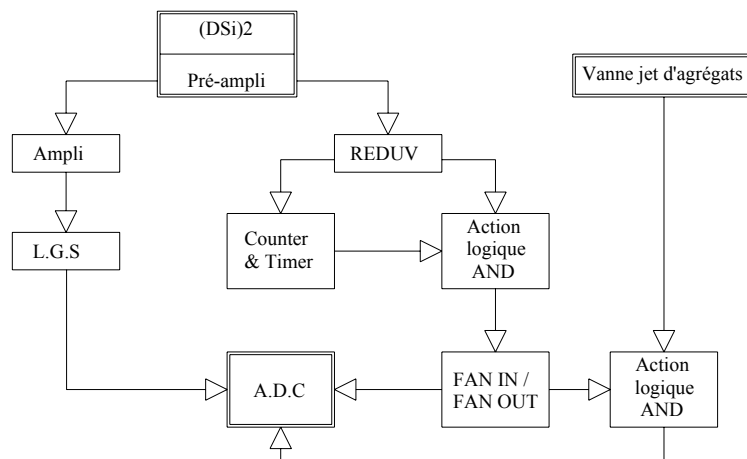 (DSi)2
Pré-ampli
Vanne jet d'agrégats
Ampli
REDUV
L.G.S
Counter
& Timer
Action
logique
AND
A.D.C
FAN IN /
FAN OUT
Action
logique
AND